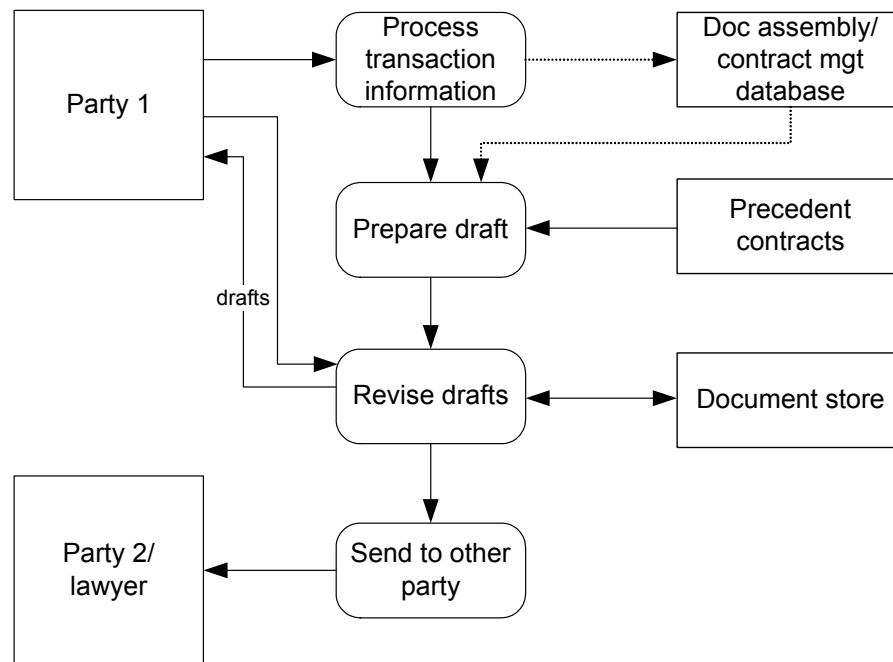 Party 1
Process
transaction
information
Doc assembly/
contract mgt
database
Prepare draft
Precedent
contracts
drafts
Revise drafts
Document store
Party 2/
lawyer
Send to other
party